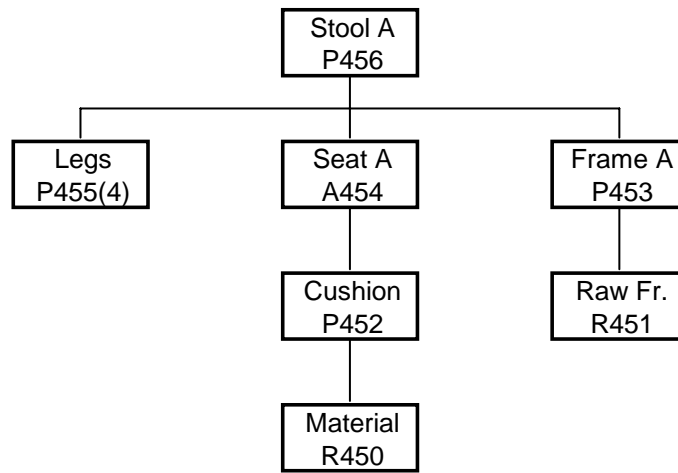 Stool A
P456
Legs
P455(4)
Seat A
A454
Frame A
P453
Cushion
P452
Raw Fr.
R451
Material
R450